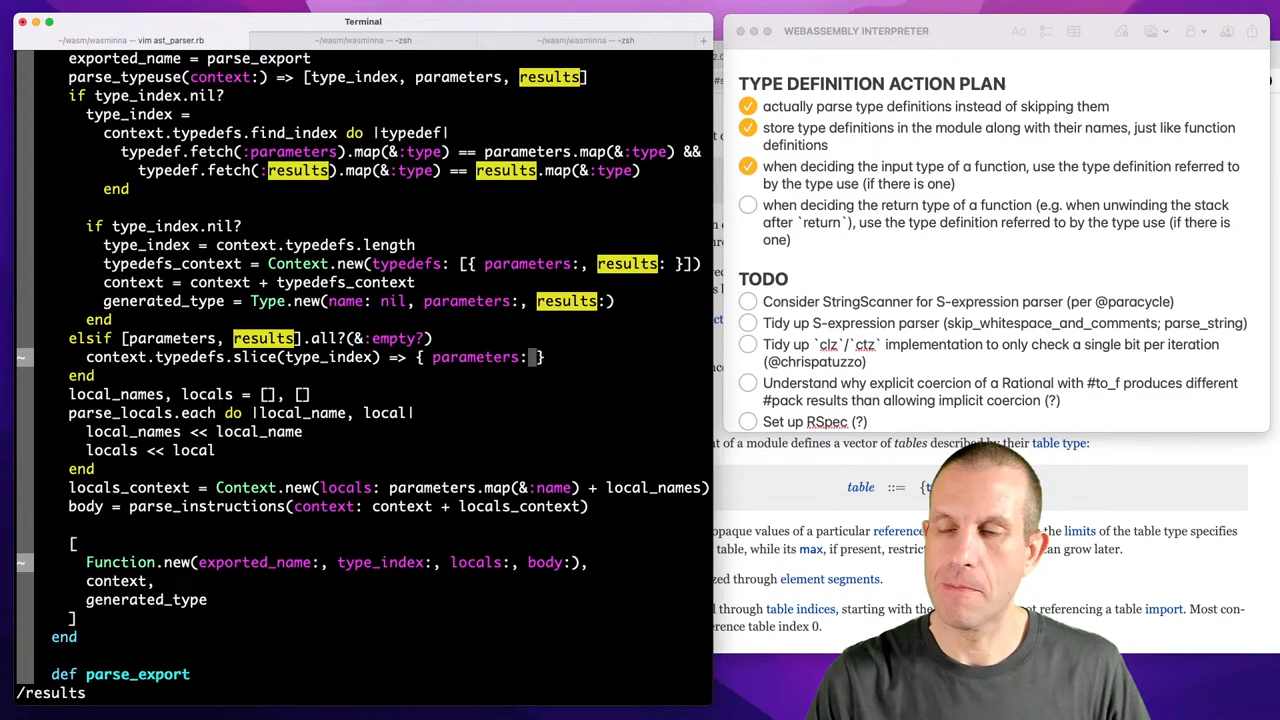 Terminal
~/wasm/wasminna — vim ast_parser.rb
~/wasm/wasminna — -zsh
~/wasm/wasminna — -zsh
exported_name = parse_export
parse_typeuse(context:) => [type_index, parameters, results]
if type_index.nil?
type_index =
context.typedefs.find_index do |typedef|
typedef.fetch(:parameters).map(&:type) == parameters.map(&:type) &&
typedef.fetch(:results).map(&:type) == results.map(&:type)
end
if type_index.nil?
type_index = context.typedefs.length
typedefs_context = Context.new(typedefs: [{ parameters:, results: }])
context = context + typedefs_context
generated_type = Type.new(name: nil, parameters:, results:)
end
elsif [parameters, results].all?(&:empty?)
~ context.typedefs.slice(type_index) => { parameters: }
end
local_names, locals = [], []
parse_locals.each do |local_name, local|
local_names << local_name
locals << local
end
locals_context = Context.new(locals: parameters.map(&:name) + local_names)
body = parse_instructions(context: context + locals_context)
[
~ Function.new(exported_name:, type_index:, locals:, body:),
context,
generated_type
]
end
def parse_export
/results
WEBASSEMBLY INTERPRETER
TYPE DEFINITION ACTION PLAN
actually parse type definitions instead of skipping them
store type definitions in the module along with their names, just like function
definitions
when deciding the input type of a function, use the type definition referred to
by the type use (if there is one)
when deciding the return type of a function (e.g. when unwinding the stack
after `return`), use the type definition referred to by the type use (if there is
one)
TODO
Consider StringScanner for S-expression parser (per @paracycle)
Tidy up S-expression parser (skip_whitespace_and_comments; parse_string)
Tidy up `clz`/`ctz` implementation to only check a single bit per iteration
(@chrispatuzzo)
Understand why explicit coercion of a Rational with #to_f produces different
#pack results than allowing implicit coercion (?)
Set up RSpec (?)
t of a module defines a vector of tables described by their table type:
table ::= {t
opaque values of a particular reference the limits of the table type specifies
table, while its max, if present, restric can grow later.
zed through element segments.
d through table indices, starting with the ot referencing a table import. Most con-
erence table index 0.